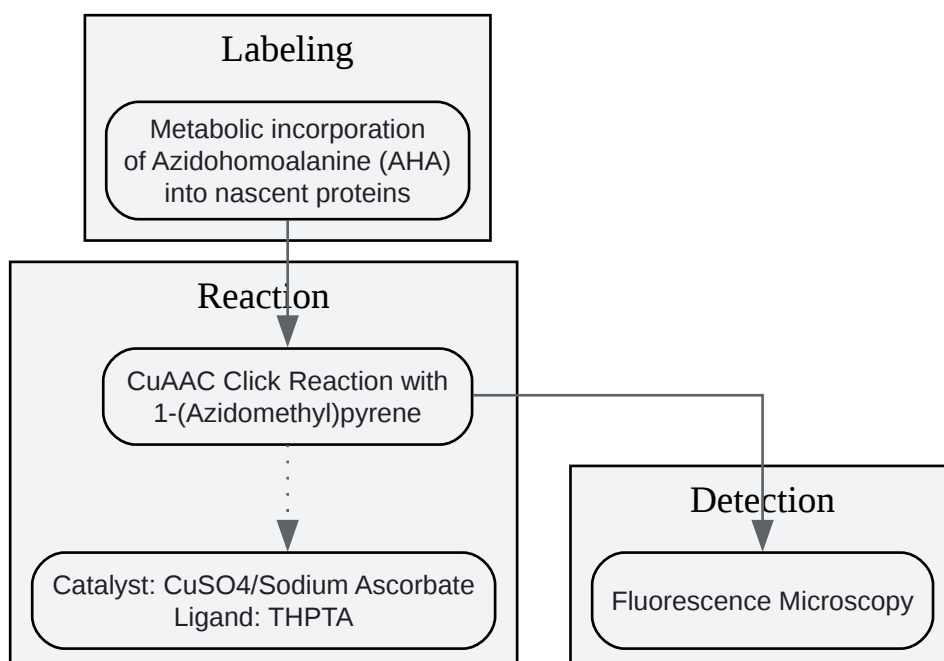 Labeling
Metabolic incorporation
of Azidohomoalanine (AHA)
into nascent proteins
Reaction
CuAAC Click Reaction with
1-(Azidomethyl)pyrene
Catalyst: CuSO4/Sodium Ascorbate
Ligand: THPTA
Detection
Fluorescence Microscopy